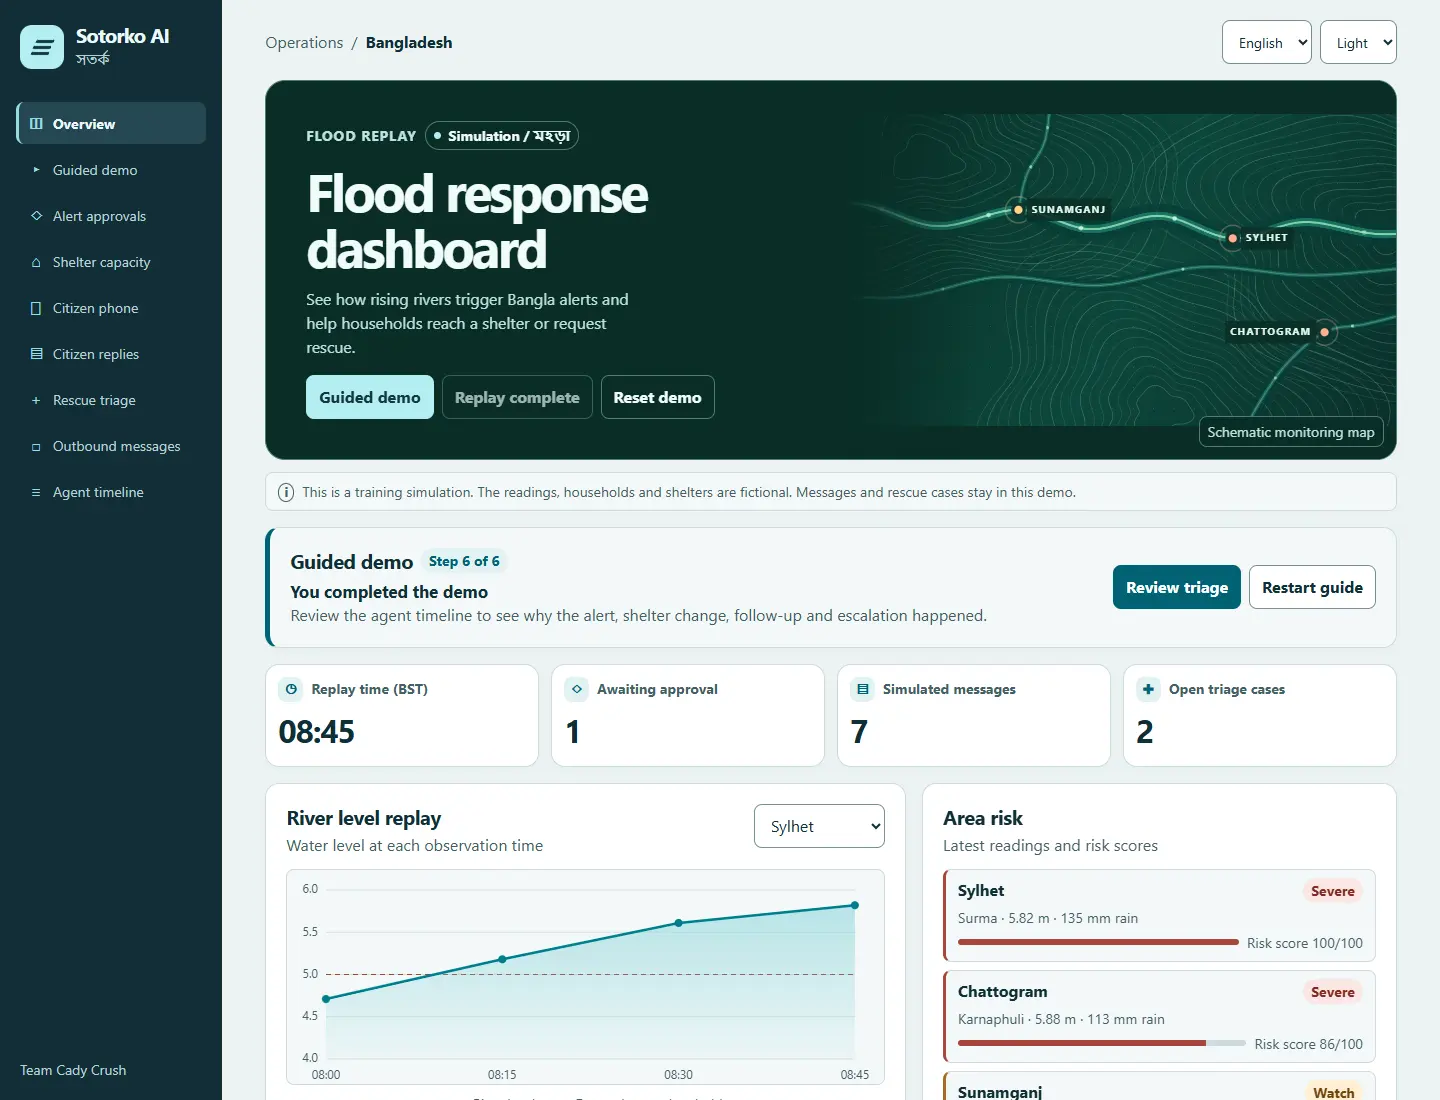 Sotorko AI
সতর্ক
Overview
Guided demo
Alert approvals
Shelter capacity
Citizen phone
Citizen replies
Rescue triage
Outbound messages
Agent timeline
Team Cady Crush
Operations / Bangladesh
English
Light
FLOOD REPLAY
Simulation / মহড়া
Flood response
dashboard
See how rising rivers trigger Bangla alerts and
help households reach a shelter or request
rescue.
Guided demo
Replay complete
Reset demo
SUNAMGANJ
SYLHET
CHATTOGRAM
Schematic monitoring map
This is a training simulation. The readings, households and shelters are fictional. Messages and rescue cases stay in this demo.
Guided demo
Step 6 of 6
You completed the demo
Review the agent timeline to see why the alert, shelter change, follow-up and escalation happened.
Review triage
Restart guide
Replay time (BST)
08:45
Awaiting approval
1
Simulated messages
7
Open triage cases
2
River level replay
Water level at each observation time
Sylhet
6.0
5.5
5.0
4.5
4.0
08:00
08:15
08:30
08:45
Area risk
Latest readings and risk scores
Sylhet
Severe
Surma · 5.82 m · 135 mm rain
Risk score 100/100
Chattogram
Severe
Karnaphuli · 5.88 m · 113 mm rain
Risk score 86/100
Sunamganj
Watch